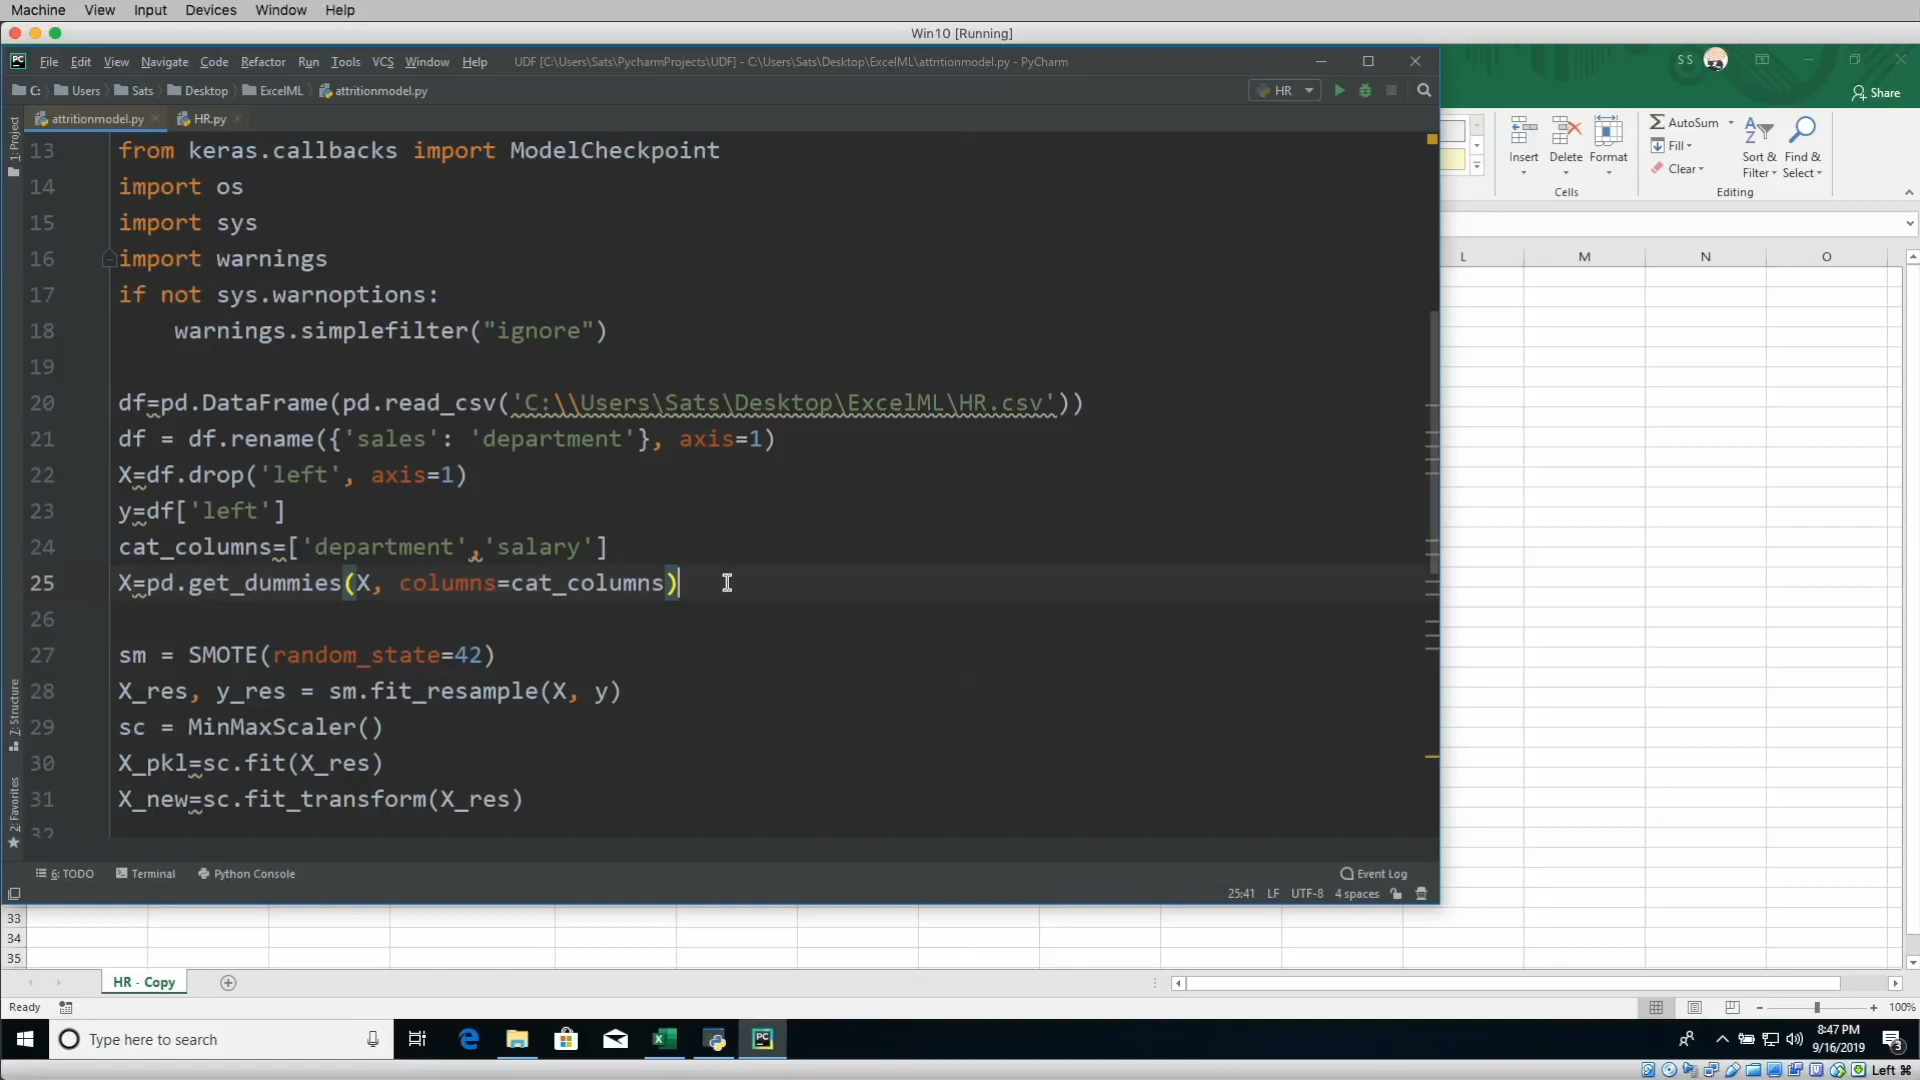 Machine View Input Devices Window Help
Win10 [Running]
PC File Edit View Navigate Code Refactor Run Tools VCS Window Help UDF [C:\Users\Sats\PycharmProjects\UDF] - C:\Users\Sats\Desktop\ExcelML\attritionmodel.py - PyCharm
S S
C: Users Sats Desktop ExcelML attritionmodel.py HR
Share
attritionmodel.py HR.py
1: Project
7: Structure
2: Favorites
13 from keras.callbacks import ModelCheckpoint
14 import os
15 import sys
16 import warnings
17 if not sys.warnoptions:
18 warnings.simplefilter("ignore")
19
20 df=pd.DataFrame(pd.read_csv('C:\\Users\Sats\Desktop\ExcelML\HR.csv'))
21 df = df.rename({'sales': 'department'}, axis=1)
22 X=df.drop('left', axis=1)
23 y=df['left']
24 cat_columns=['department','salary']
25 X=pd.get_dummies(X, columns=cat_columns)
26
27 sm = SMOTE(random_state=42)
28 X_res, y_res = sm.fit_resample(X, y)
29 sc = MinMaxScaler()
30 X_pkl=sc.fit(X_res)
31 X_new=sc.fit_transform(X_res)
32
6: TODO Terminal Python Console Event Log
25:41 LF UTF-8 4 spaces
Insert Delete Format
Cells
AutoSum
Fill
Clear
Sort & Filter
Find & Select
Editing
L M N O
33
34
35
HR - Copy
Ready
100%
Type here to search
8:47 PM
9/16/2019
3
Left ⌘